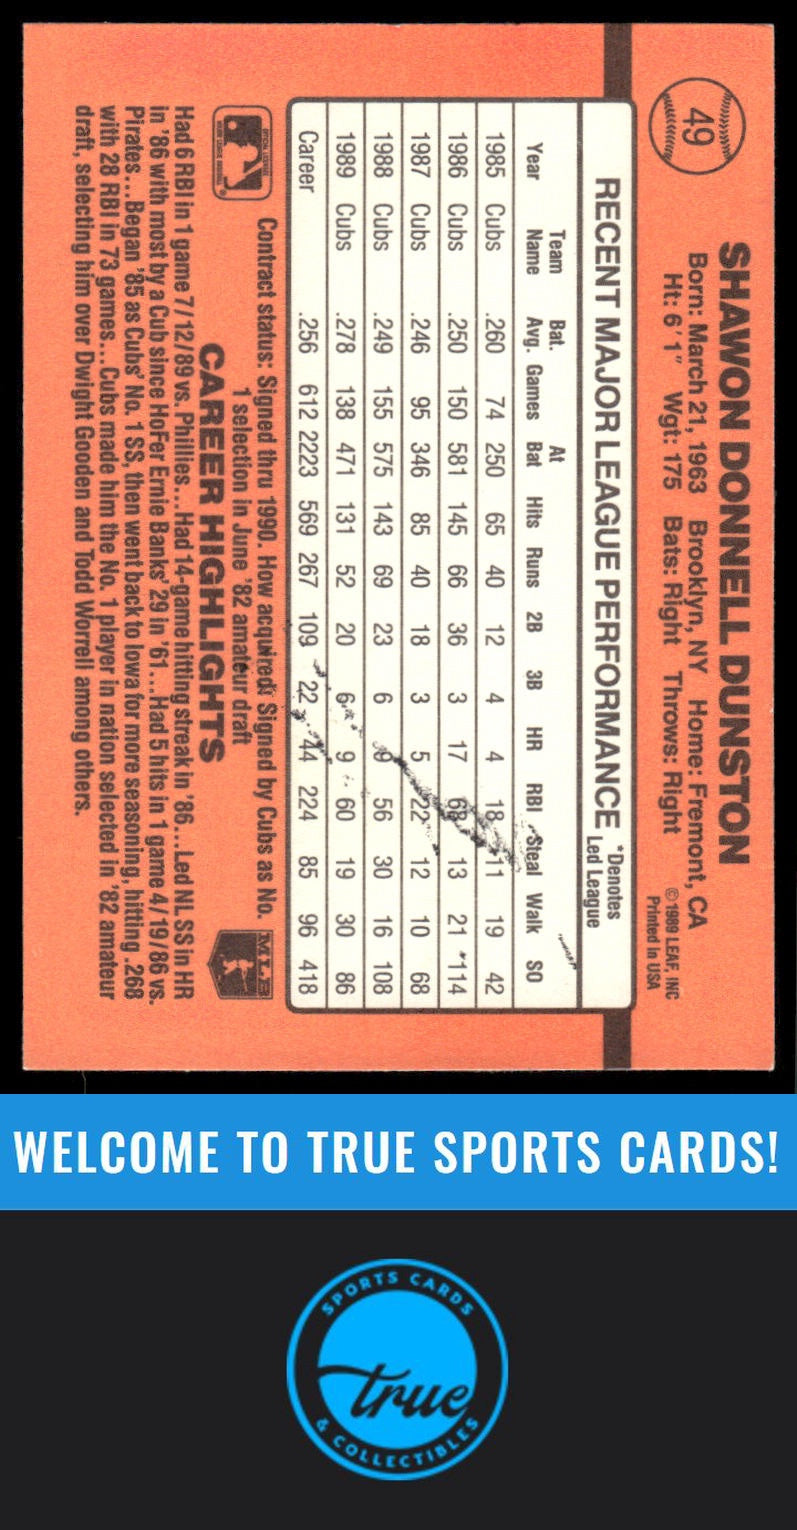 49
SHAWON DONNELL DUNSTON
Born: March 21, 1963 Brooklyn, NY Home: Fremont, CA
Ht: 6'1" Wgt: 175 Bats: Right Throws: Right
© 1989 LEAF, INC
Printed in USA
RECENT MAJOR LEAGUE PERFORMANCE
*Denotes
Led League
Year Team Name Bat. Avg. Games At Bat Hits Runs 2B 3B HR RBI Steal Walk SO
1985 Cubs .260 74 250 65 40 12 4 4 18 11 19 42
1986 Cubs .250 150 581 145 66 36 3 17 68 13 21 *114
1987 Cubs .246 95 346 85 40 18 3 5 22 12 10 68
1988 Cubs .249 155 575 143 69 23 6 9 56 30 16 108
1989 Cubs .278 138 471 131 52 20 6 9 60 19 30 86
Career .256 612 2223 569 267 109 22 44 224 85 96 418
Contract status: Signed thru 1990. How acquired: Signed by Cubs as No.
1 selection in June '82 amateur draft
CAREER HIGHLIGHTS
Had 6 RBI in 1 game 7/12/89 vs. Phillies...Had 14-game hitting streak in '86...Led NL SS in HR
in '86 with most by a Cub since HoFer Ernie Banks' 29 in '61...Had 5 hits in 1 game 4/19/86 vs.
Pirates...Began '85 as Cubs' No. 1 SS, then went back to Iowa for more seasoning, hitting .268
with 28 RBI in 73 games...Cubs made him the No. 1 player in nation selected in '82 amateur
draft, selecting him over Dwight Gooden and Todd Worrell among others.
MLB
WELCOME TO TRUE SPORTS CARDS!
SPORTS CARDS
true
& COLLECTIBLES